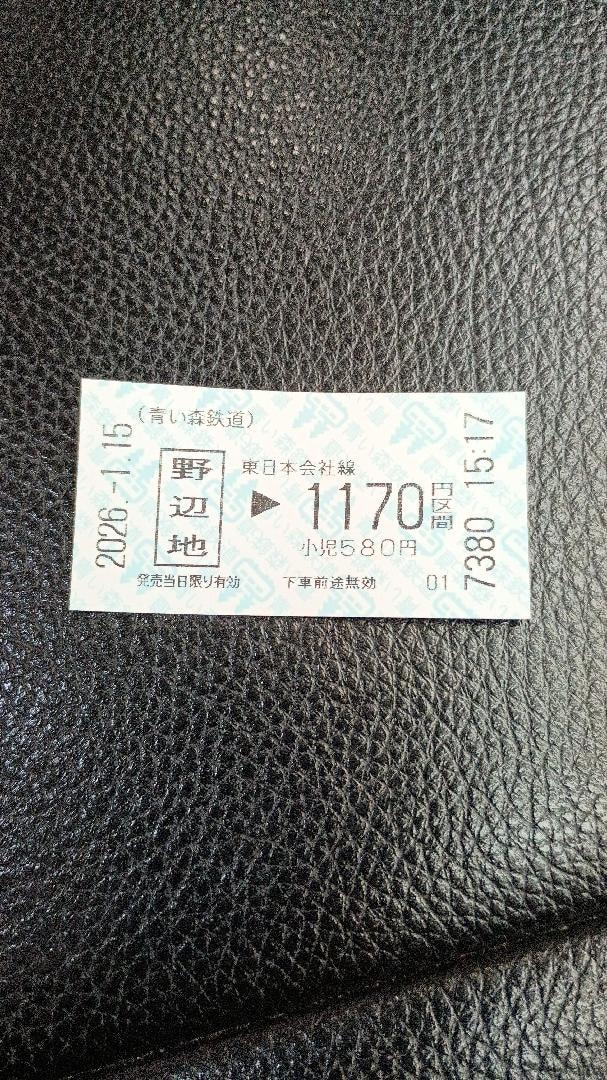 (青い森鉄道)
2026.-1.15
野辺地
東日本会社線
▶1170円区間
小児580円
発売当日限り有効 下車前途無効 01
7380 15:17